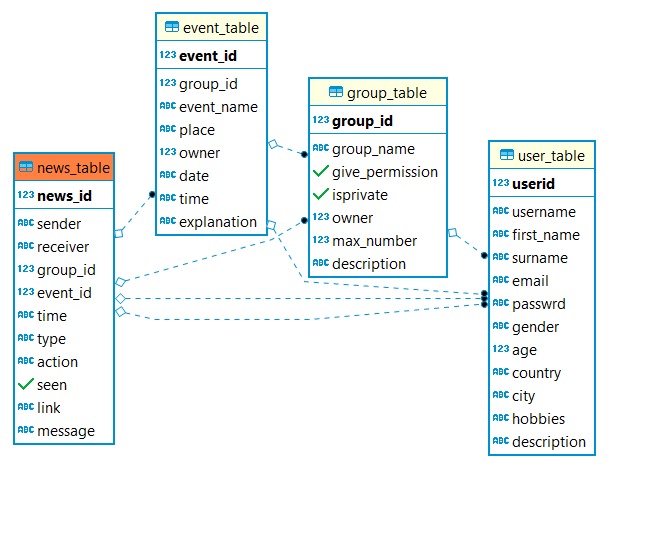 event_table
123 event_id
123 group_id
ABC event_name
ABC place
123 owner
ABC date
ABC time
ABC explanation
group_table
123 group_id
ABC group_name
give_permission
isprivate
123 owner
123 max_number
ABC description
news_table
123 news_id
ABC sender
ABC receiver
123 group_id
123 event_id
ABC time
ABC type
ABC action
seen
ABC link
ABC message
user_table
123 userid
ABC username
ABC first_name
ABC surname
ABC email
ABC passwrd
ABC gender
123 age
ABC country
ABC city
ABC hobbies
ABC description